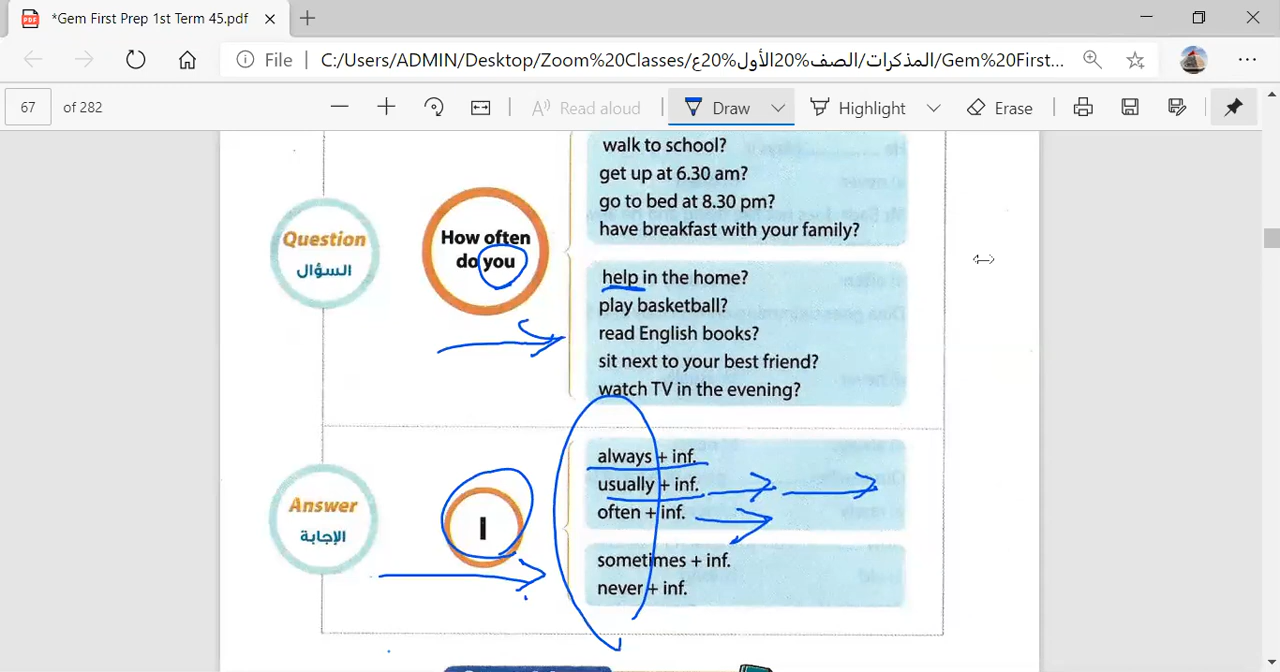 *Gem First Prep 1st Term 45.pdf
File
C:/Users/ADMIN/Desktop/Zoom%20Classes/المذكرات/الصف%20الأول%20ع/Gem%20First...
67 of 282
Read aloud
Draw
Highlight
Erase
walk to school?
get up at 6.30 am?
go to bed at 8.30 pm?
have breakfast with your family?
Question
السؤال
How often
do you
help in the home?
play basketball?
read English books?
sit next to your best friend?
watch TV in the evening?
Answer
الإجابة
I
always + inf.
usually + inf.
often + inf.
sometimes + inf.
never + inf.